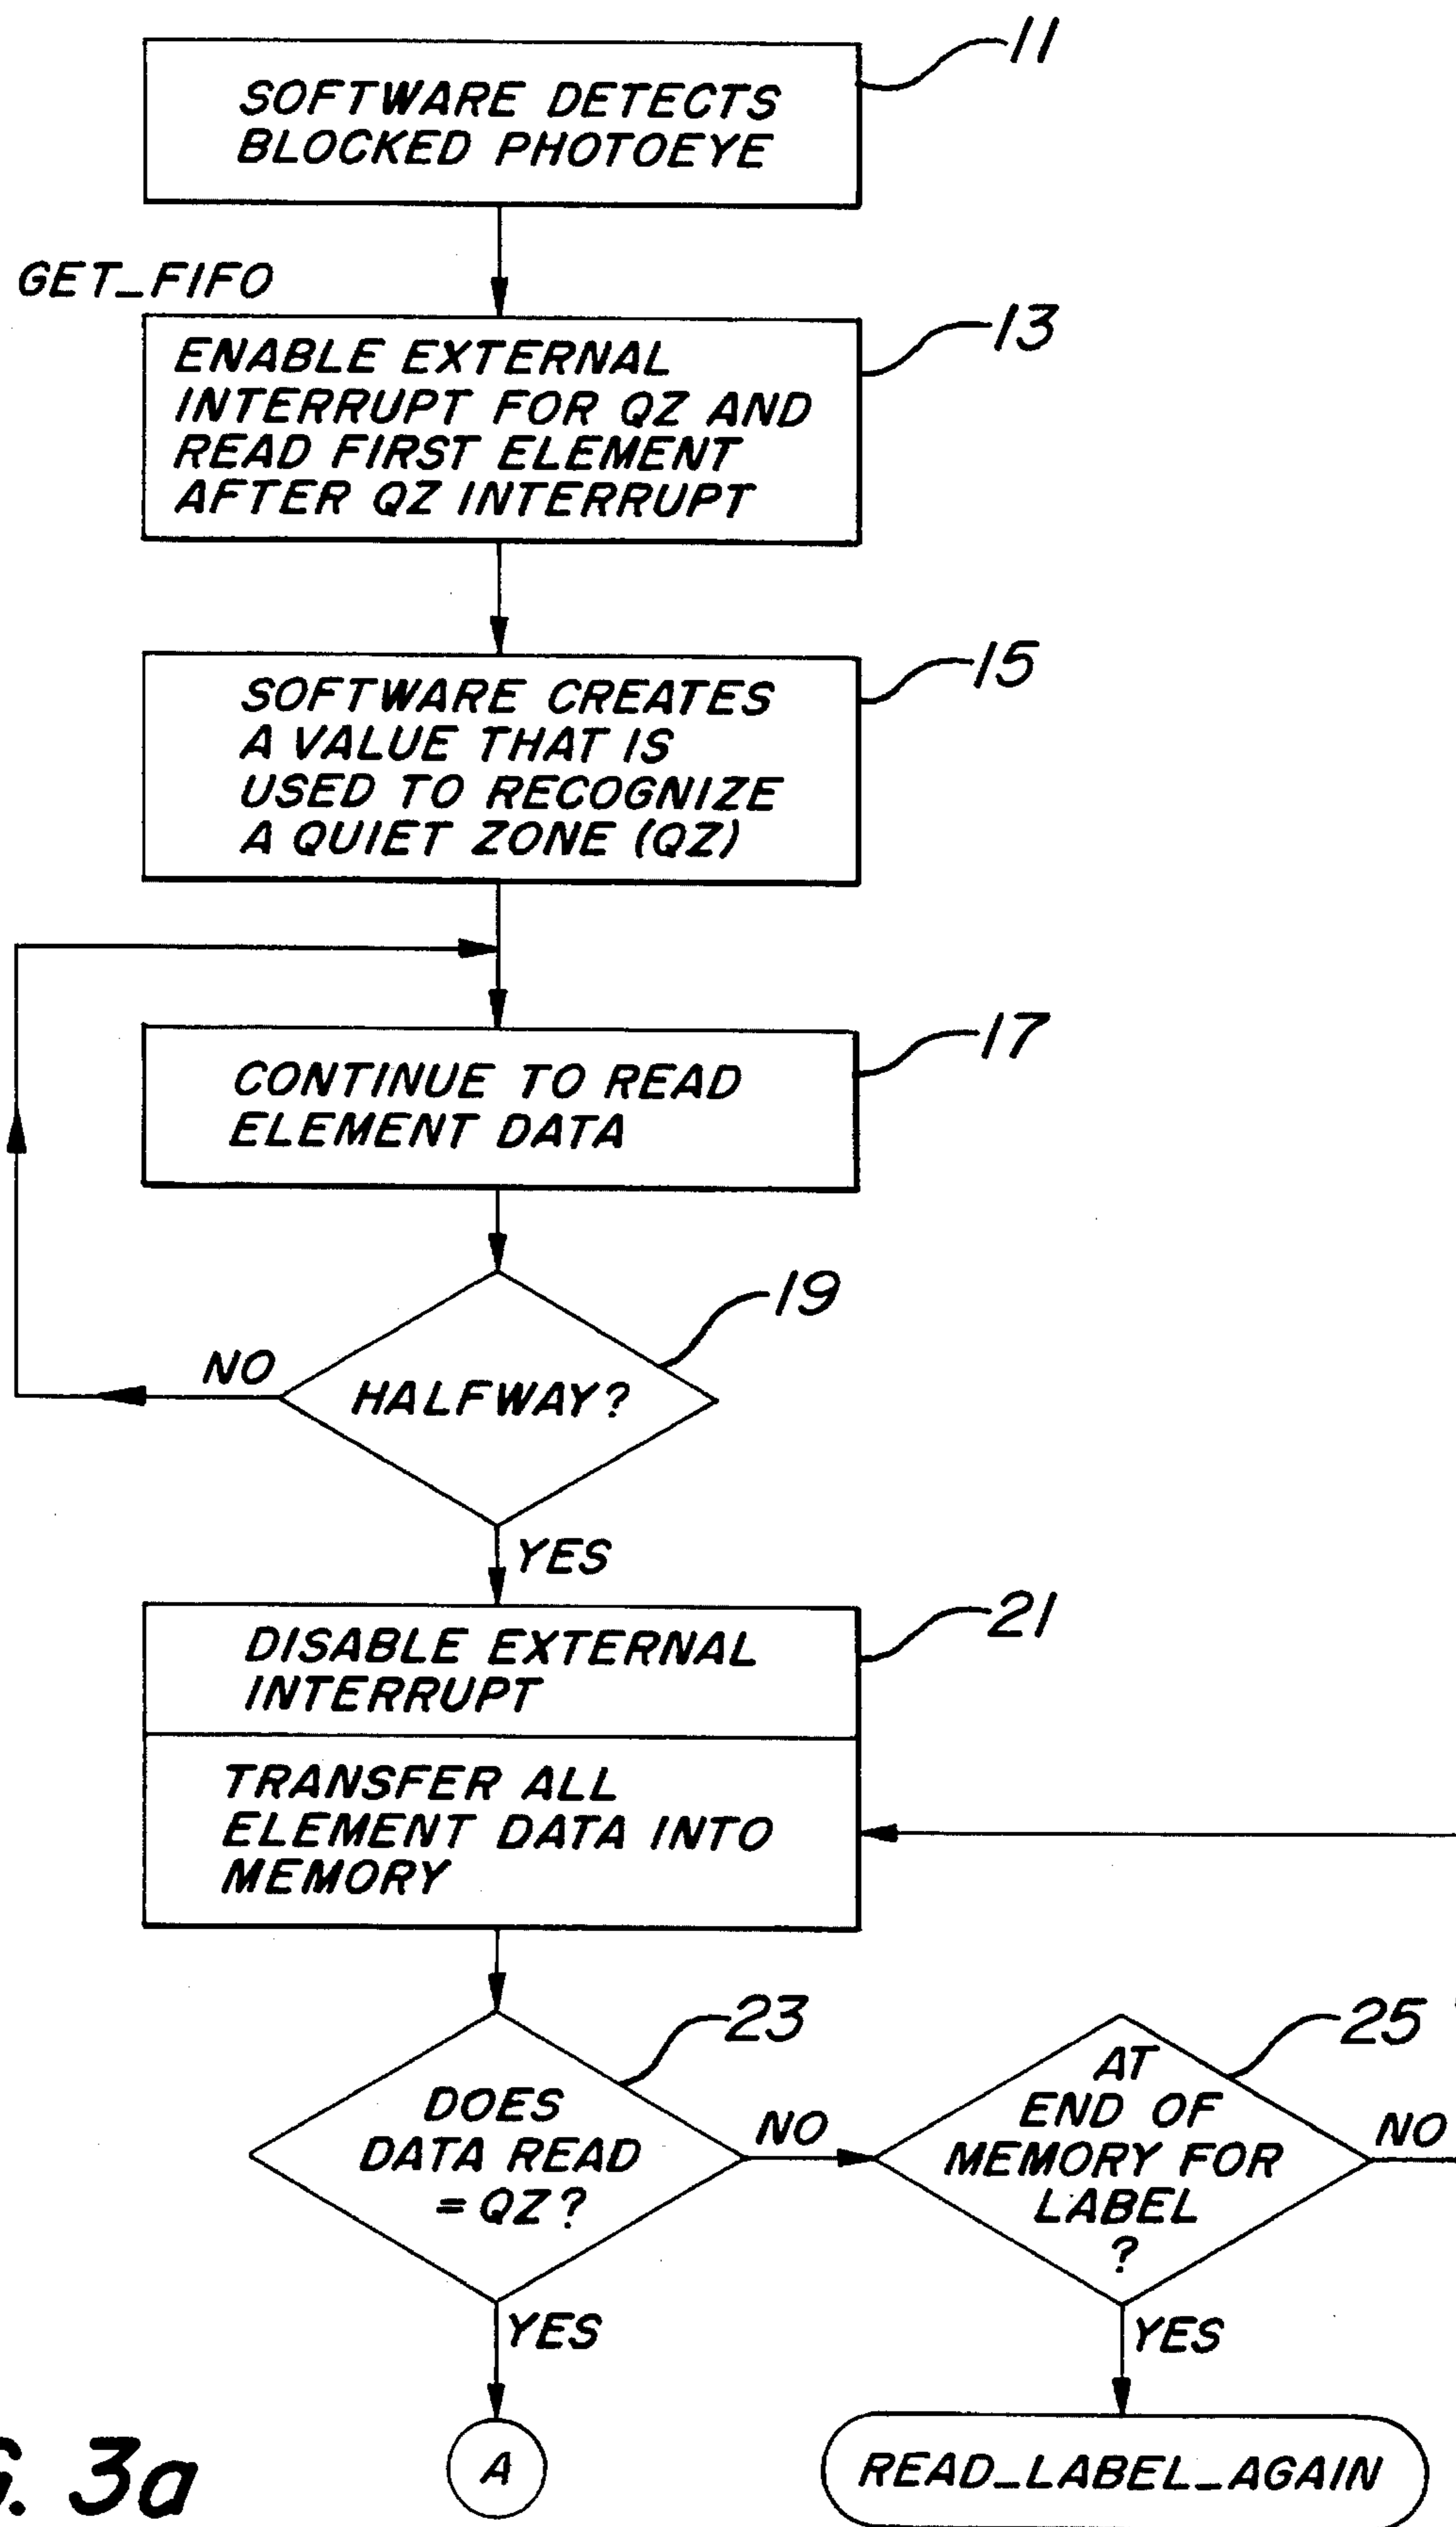 11
SOFTWARE DETECTS
BLOCKED PHOTOEYE
GET_FIFO
13
ENABLE EXTERNAL
INTERRUPT FOR QZ AND
READ FIRST ELEMENT
AFTER QZ INTERRUPT
15
SOFTWARE CREATES
A VALUE THAT IS
USED TO RECOGNIZE
A QUIET ZONE (QZ)
17
CONTINUE TO READ
ELEMENT DATA
19
NO
HALFWAY?
YES
21
DISABLE EXTERNAL
INTERRUPT
TRANSFER ALL
ELEMENT DATA INTO
MEMORY
23
DOES
DATA READ
= QZ?
NO
YES
25
AT
END OF
MEMORY FOR
LABEL
?
NO
YES
A
READ_LABEL_AGAIN
G. 3a